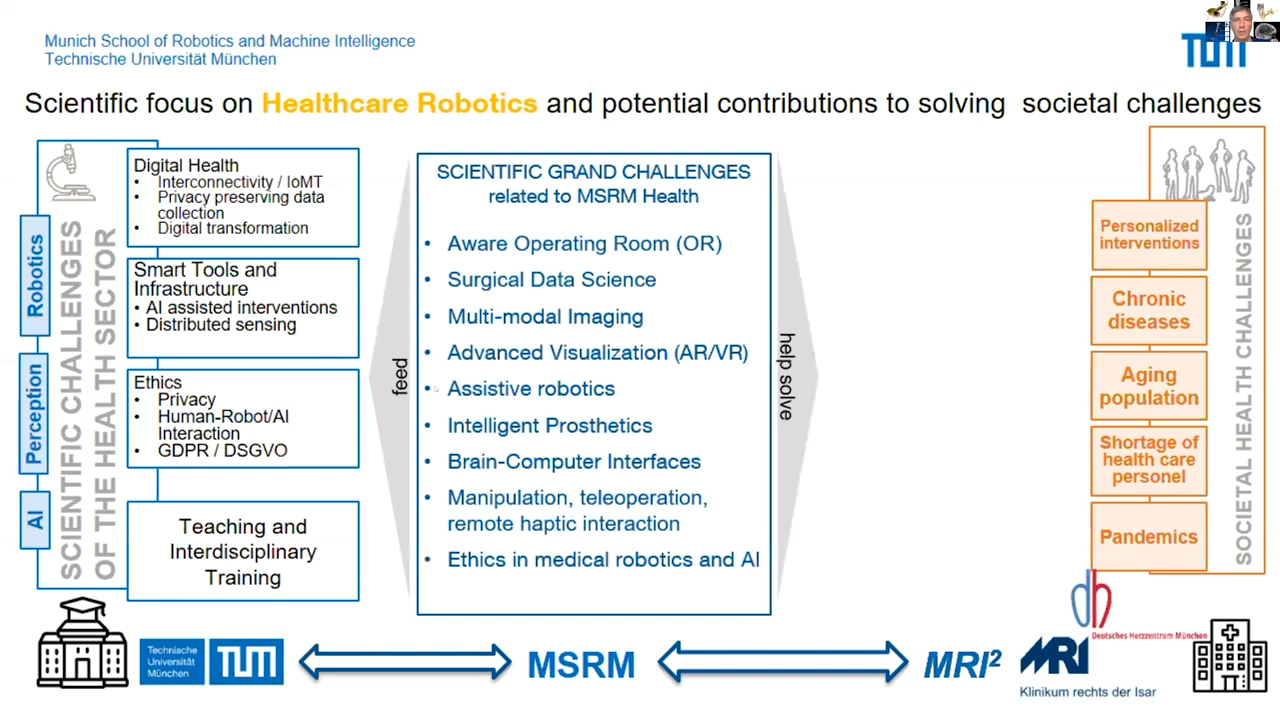 Munich School of Robotics and Machine Intelligence
Technische Universität München
TUM
Scientific focus on Healthcare Robotics and potential contributions to solving societal challenges
Robotics
Perception
AI
SCIENTIFIC CHALLENGES
OF THE HEALTH SECTOR
Digital Health
• Interconnectivity / IoMT
• Privacy preserving data
collection
• Digital transformation
Smart Tools and
Infrastructure
• AI assisted interventions
• Distributed sensing
Ethics
• Privacy
• Human-Robot/AI
Interaction
• GDPR / DSGVO
Teaching and
Interdisciplinary
Training
feed
SCIENTIFIC GRAND CHALLENGES
related to MSRM Health
• Aware Operating Room (OR)
• Surgical Data Science
• Multi-modal Imaging
• Advanced Visualization (AR/VR)
• Assistive robotics
• Intelligent Prosthetics
• Brain-Computer Interfaces
• Manipulation, teleoperation,
remote haptic interaction
• Ethics in medical robotics and AI
help solve
Personalized
interventions
Chronic
diseases
Aging
population
Shortage of
health care
personel
Pandemics
SOCIETAL HEALTH CHALLENGES
Technische
Universität
München
TUM
MSRM
MRI²
dh
Deutsches Herzzentrum München
MRI
Klinikum rechts der Isar